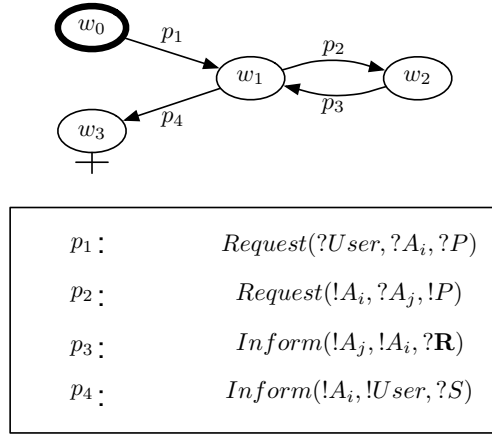 w₀
p₁
w₁
p₂
w₂
p₃
p₄
w₃
p₁: Request(?User, ?Aᵢ, ?P)
p₂: Request(!Aᵢ, ?Aⱼ, !P)
p₃: Inform(!Aⱼ, !Aᵢ, ?R)
p₄: Inform(!Aᵢ, !User, ?S)